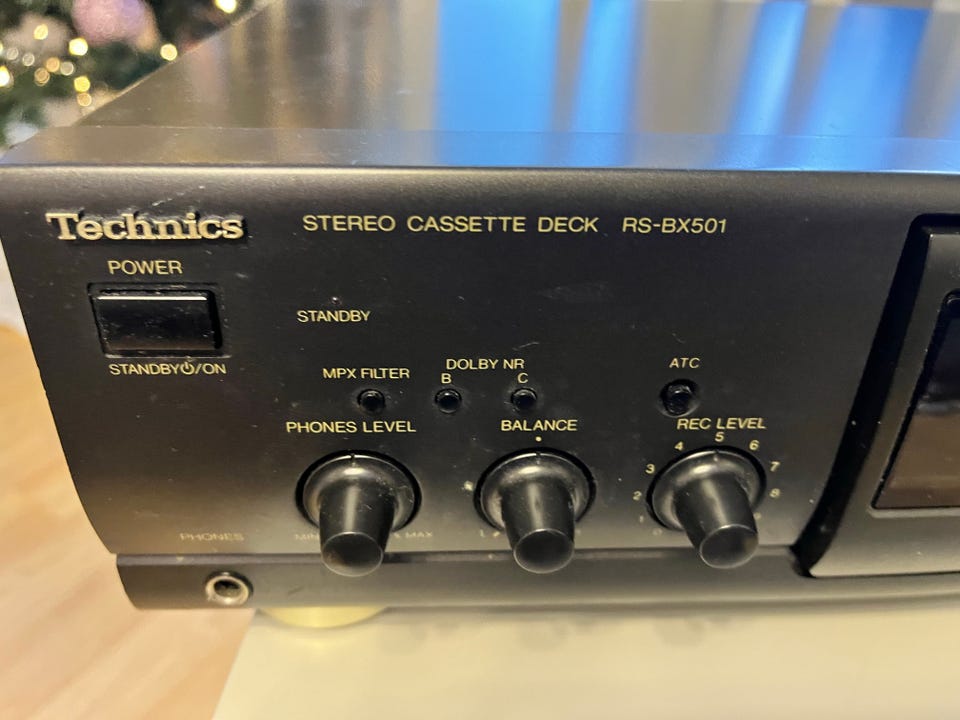 Technics
STEREO CASSETTE DECK RS-BX501
POWER
STANDBY
STANDBY⏻/ON
MPX FILTER
DOLBY NR
B C
ATC
PHONES LEVEL
BALANCE
REC LEVEL
0 1 2 3 4 5 6 7 8
PHONES
MIN
MAX
L